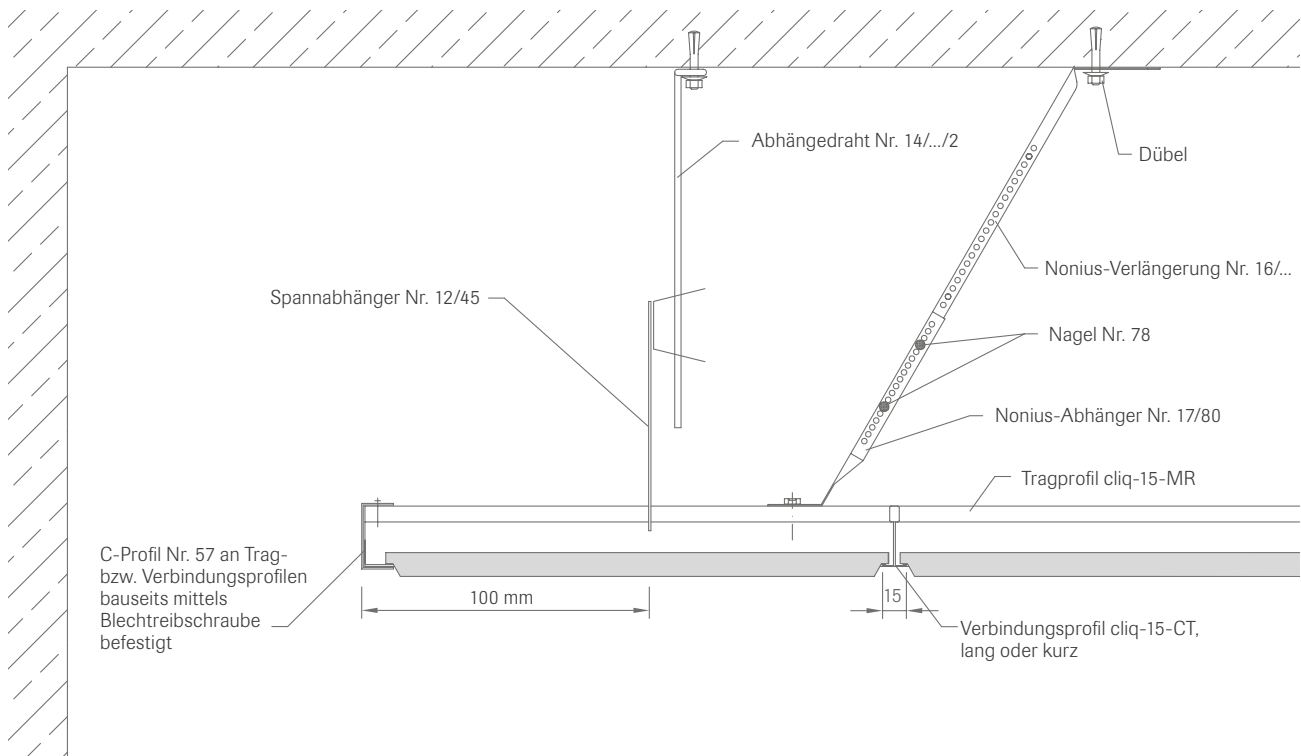 Abhängedraht Nr. 14/.../2
Dübel
Nonius-Verlängerung Nr. 16/...
Spannabhänger Nr. 12/45
Nagel Nr. 78
Nonius-Abhänger Nr. 17/80
Tragprofil cliq-15-MR
C-Profil Nr. 57 an Trag-
bzw. Verbindungsprofilen
bauseits mittels
Blechtreibschraube
befestigt
100 mm
15
Verbindungsprofil cliq-15-CT,
lang oder kurz